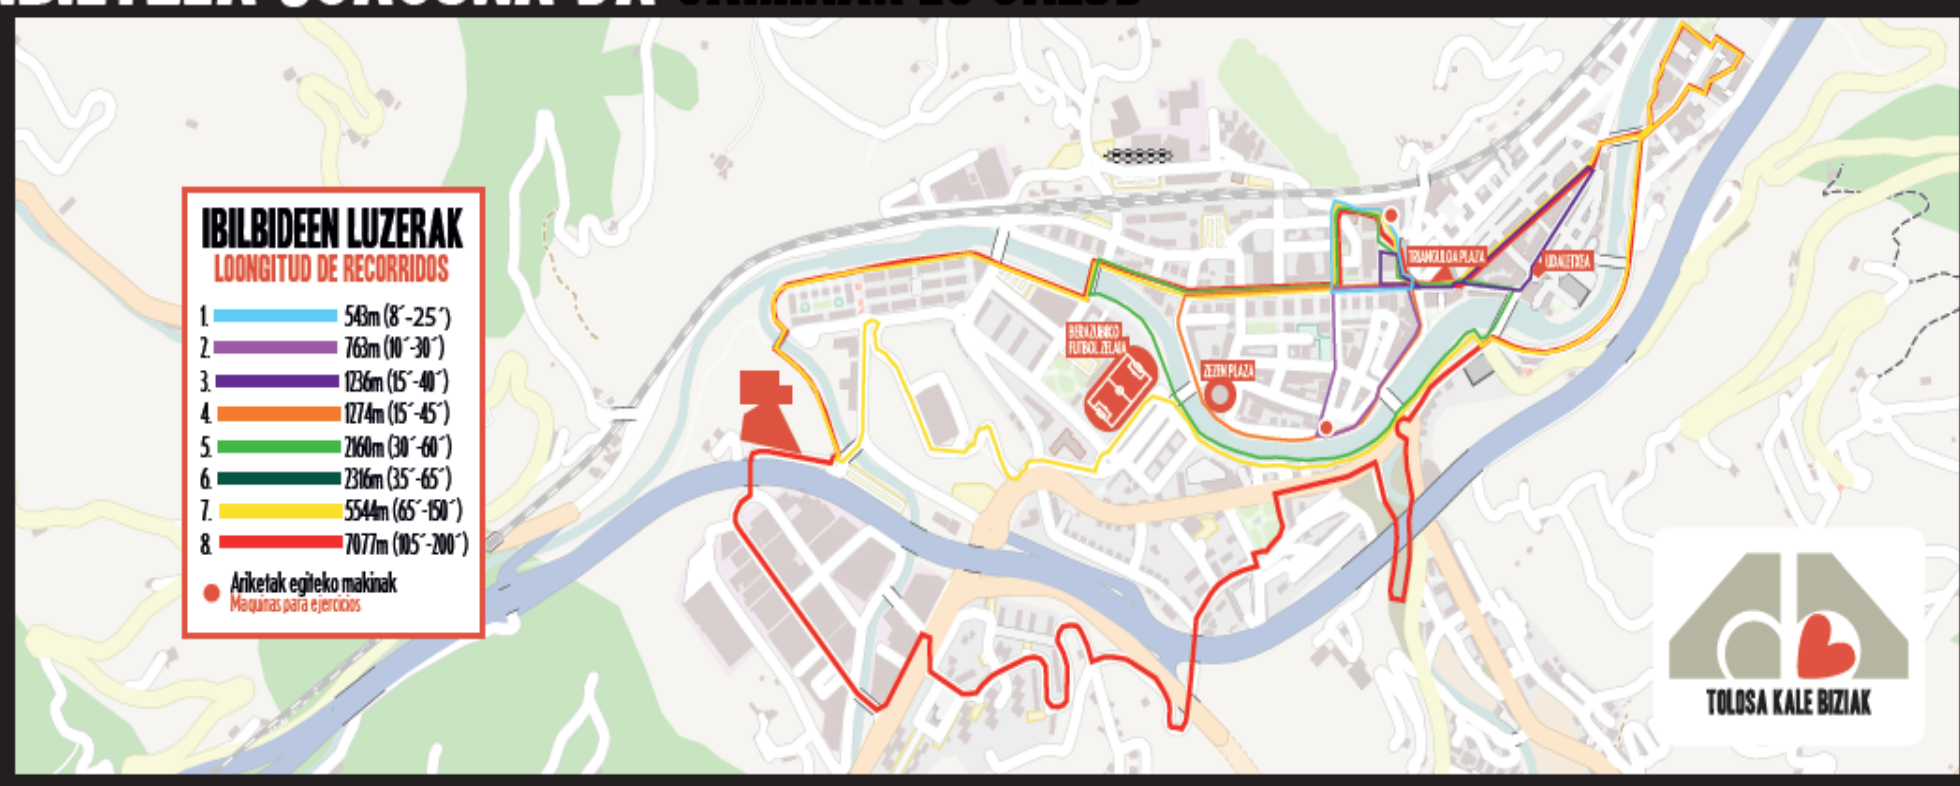 IBILBIDEEN LUZERAK
LOONGITUD DE RECORRIDOS
1. 543m (8´-25´)
2. 763m (10´-30´)
3. 1236m (15´-40´)
4. 1274m (15´-45´)
5. 2160m (30´-60´)
6. 2316m (35´-65´)
7. 5544m (65´-150´)
8. 7077m (105´-200´)
Ariketak egiteko makinak
Maquinas para ejercicios
TRIANGULOA PLAZA
UDALETXEA
BERAZUBIKO
FUTBOL ZELAIA
ZEZEN PLAZA
TOLOSA KALE BIZIAK